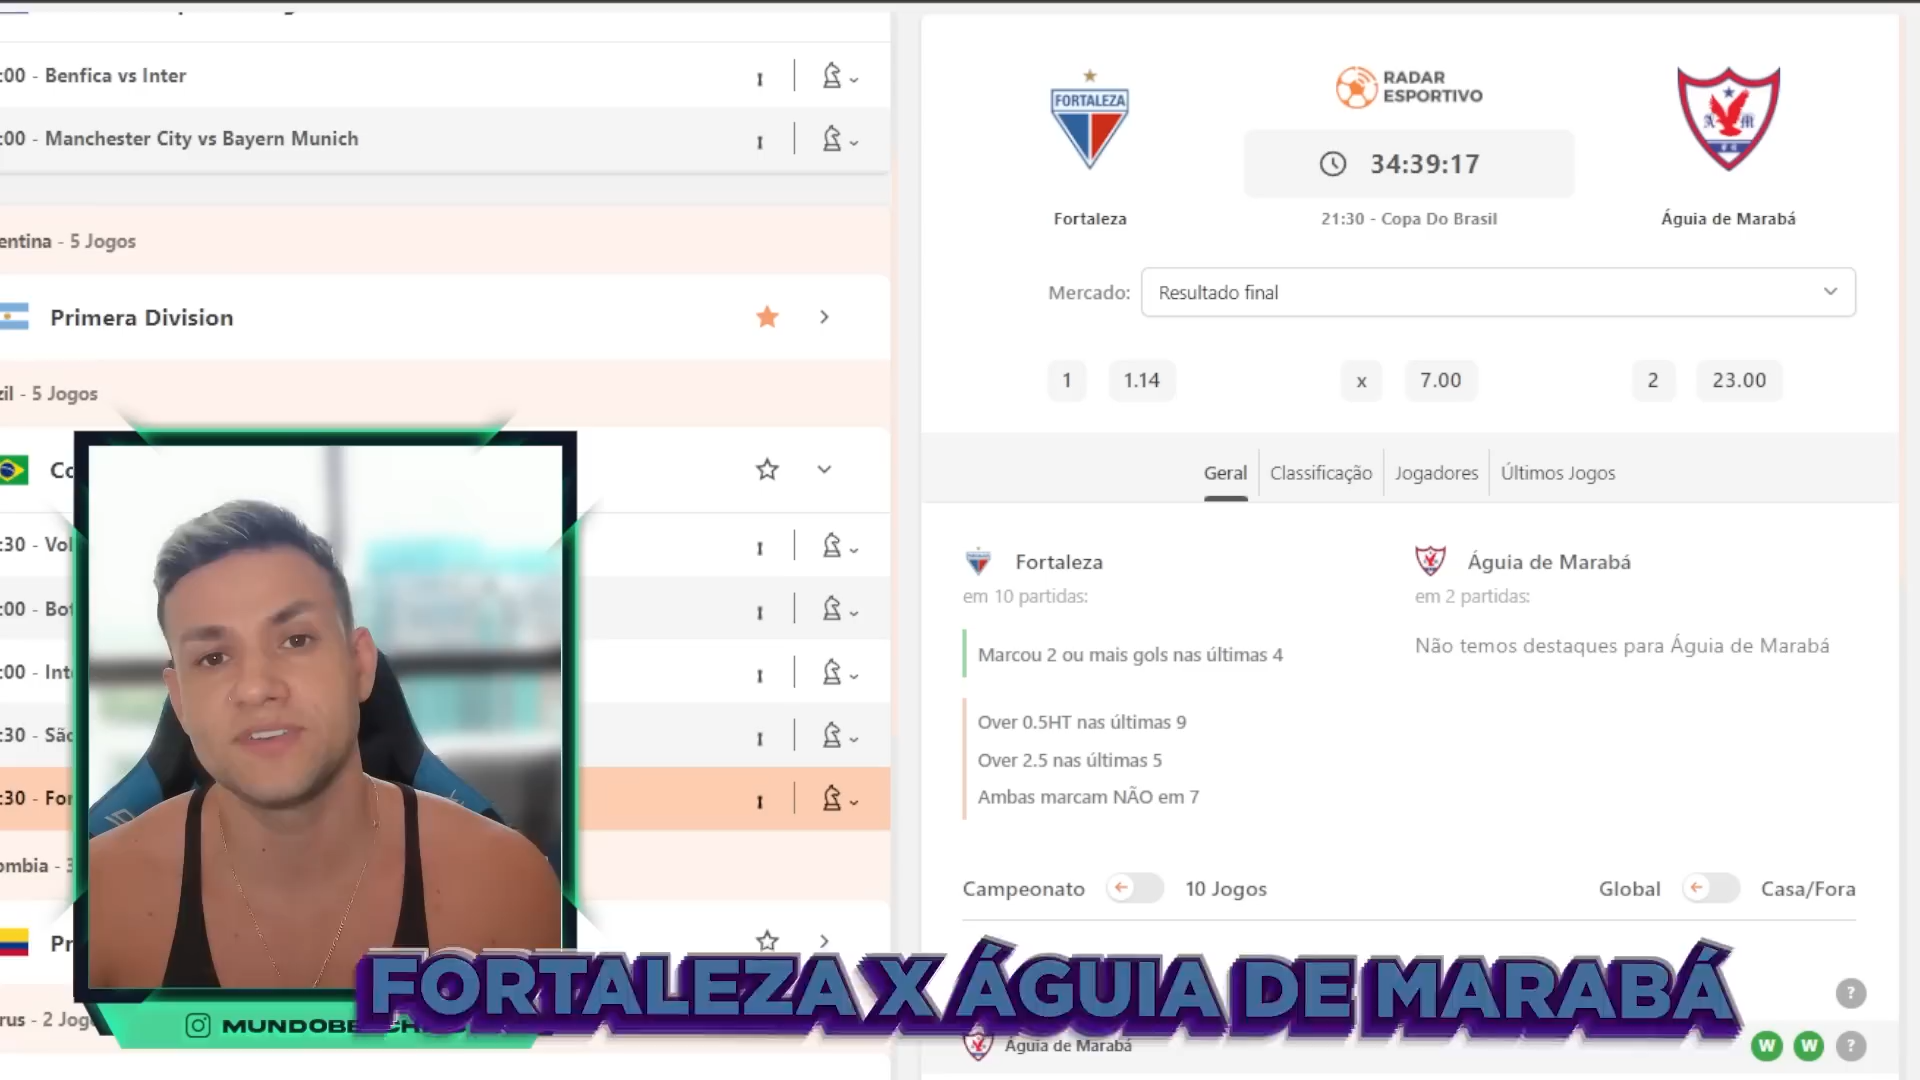 :00 - Benfica vs Inter
:00 - Manchester City vs Bayern Munich
entina - 5 Jogos
Primera Division
zil - 5 Jogos
Co
:30 - Vol
:00 - Bot
:00 - Int
:30 - São
:30 - For
ombia - 3
Pr
rus - 2 Jog
MUNDOBE
FORTALEZA
RADAR
ESPORTIVO
34:39:17
Fortaleza
21:30 - Copa Do Brasil
Águia de Marabá
Mercado: Resultado final
1 1.14 x 7.00 2 23.00
Geral Classificação Jogadores Últimos Jogos
Fortaleza
em 10 partidas:
Marcou 2 ou mais gols nas últimas 4
Over 0.5HT nas últimas 9
Over 2.5 nas últimas 5
Ambas marcam NÃO em 7
Águia de Marabá
em 2 partidas:
Não temos destaques para Águia de Marabá
Campeonato 10 Jogos Global Casa/Fora
FORTALEZA X ÁGUIA DE MARABÁ
?
Águia de Marabá W W ?